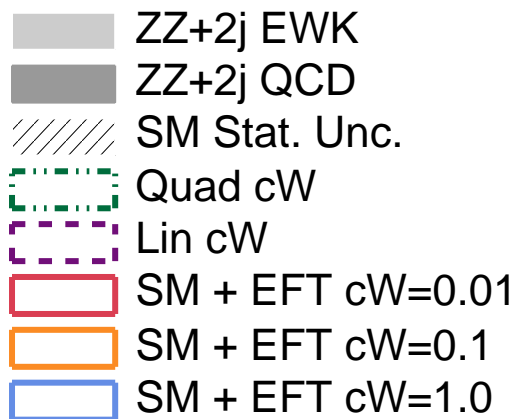 ZZ+2j EWK
ZZ+2j QCD
SM Stat. Unc.
Quad cW
Lin cW
SM + EFT cW=0.01
SM + EFT cW=0.1
SM + EFT cW=1.0